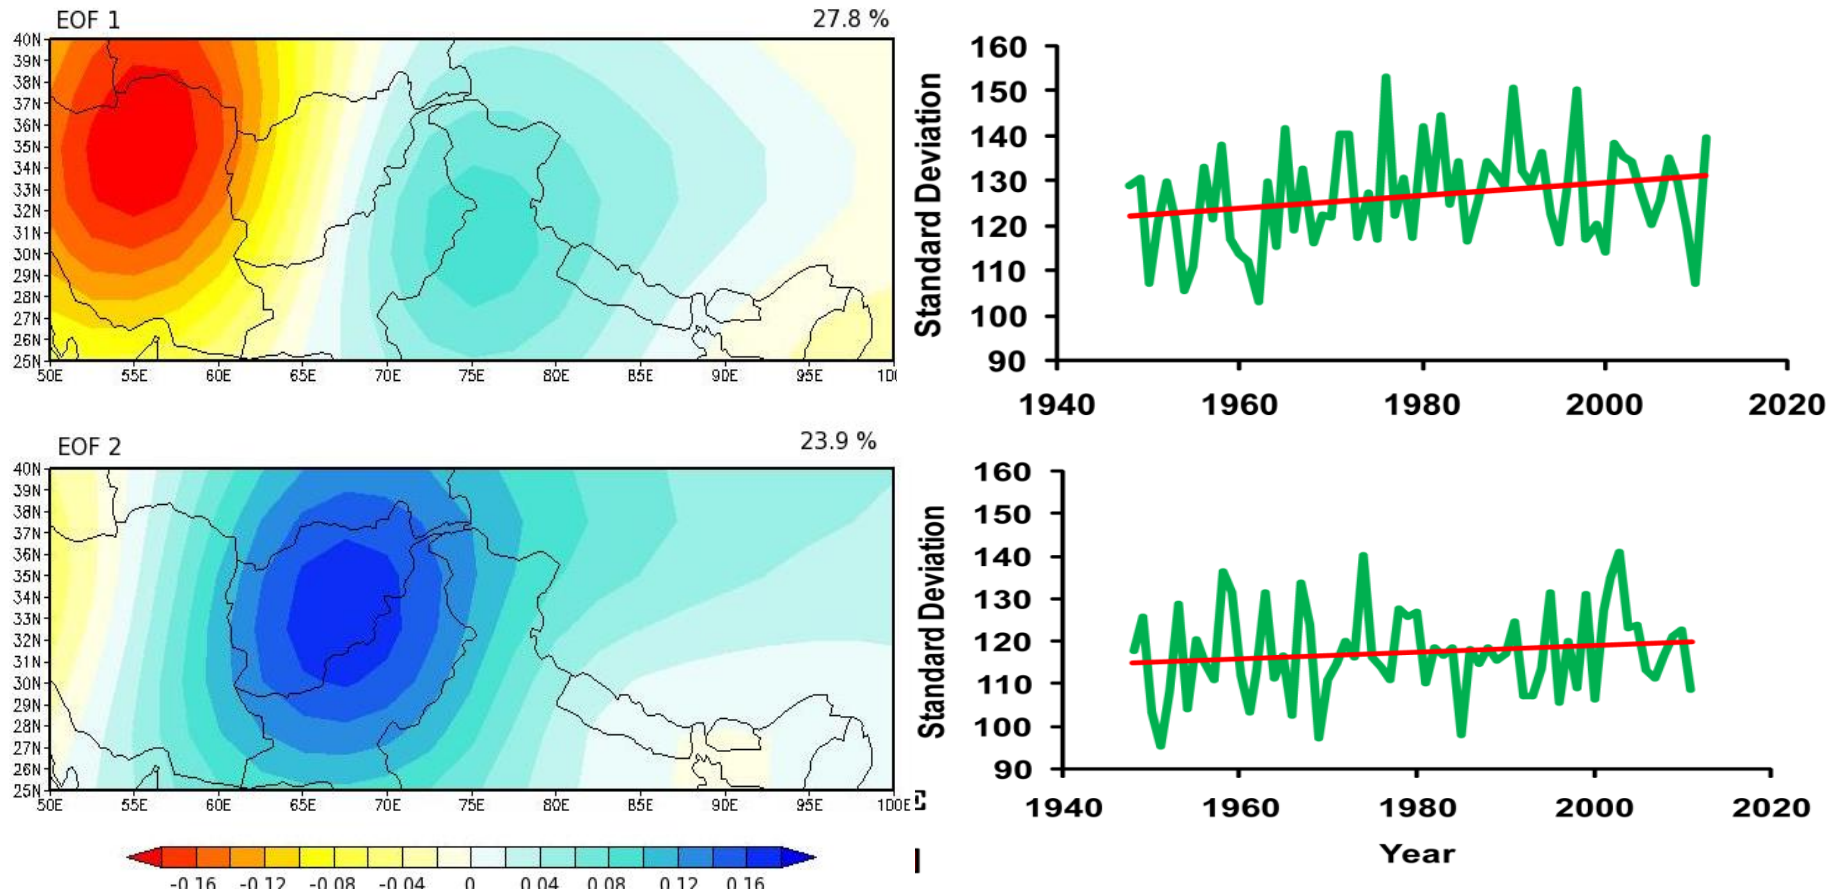 EOF 1
27.8 %
40N
39N
38N
37N
36N
35N
34N
33N
32N
31N
30N
29N
28N
27N
26N
25N
50E 55E 60E 65E 70E 75E 80E 85E 90E 95E
Standard Deviation
160
150
140
130
120
110
100
90
1940 1960 1980 2000 2020
EOF 2
23.9 %
40N
39N
38N
37N
36N
35N
34N
33N
32N
31N
30N
29N
28N
27N
26N
25N
50E 55E 60E 65E 70E 75E 80E 85E 90E 95E 100E
-0.16 -0.12 -0.08 -0.04 0 0.04 0.08 0.12 0.16
Standard Deviation
160
150
140
130
120
110
100
90
1940 1960 1980 2000 2020
Year